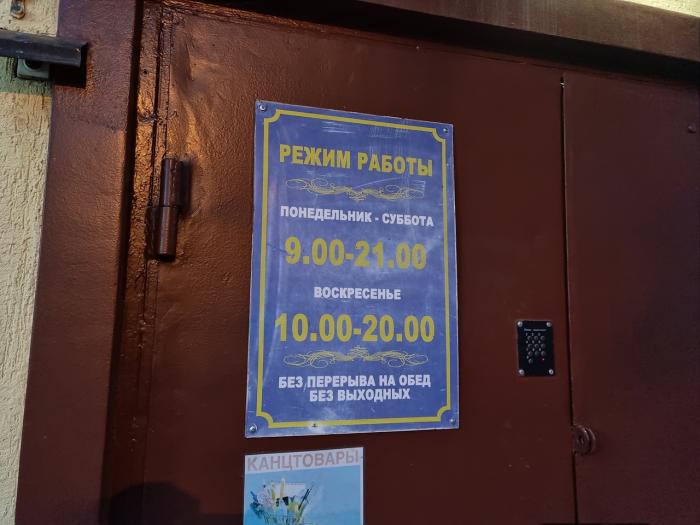 РЕЖИМ РАБОТЫ
ПОНЕДЕЛЬНИК - СУББОТА
9.00-21.00
ВОСКРЕСЕНЬЕ
10.00-20.00
БЕЗ ПЕРЕРЫВА НА ОБЕД
БЕЗ ВЫХОДНЫХ
КАНЦТОВАРЫ